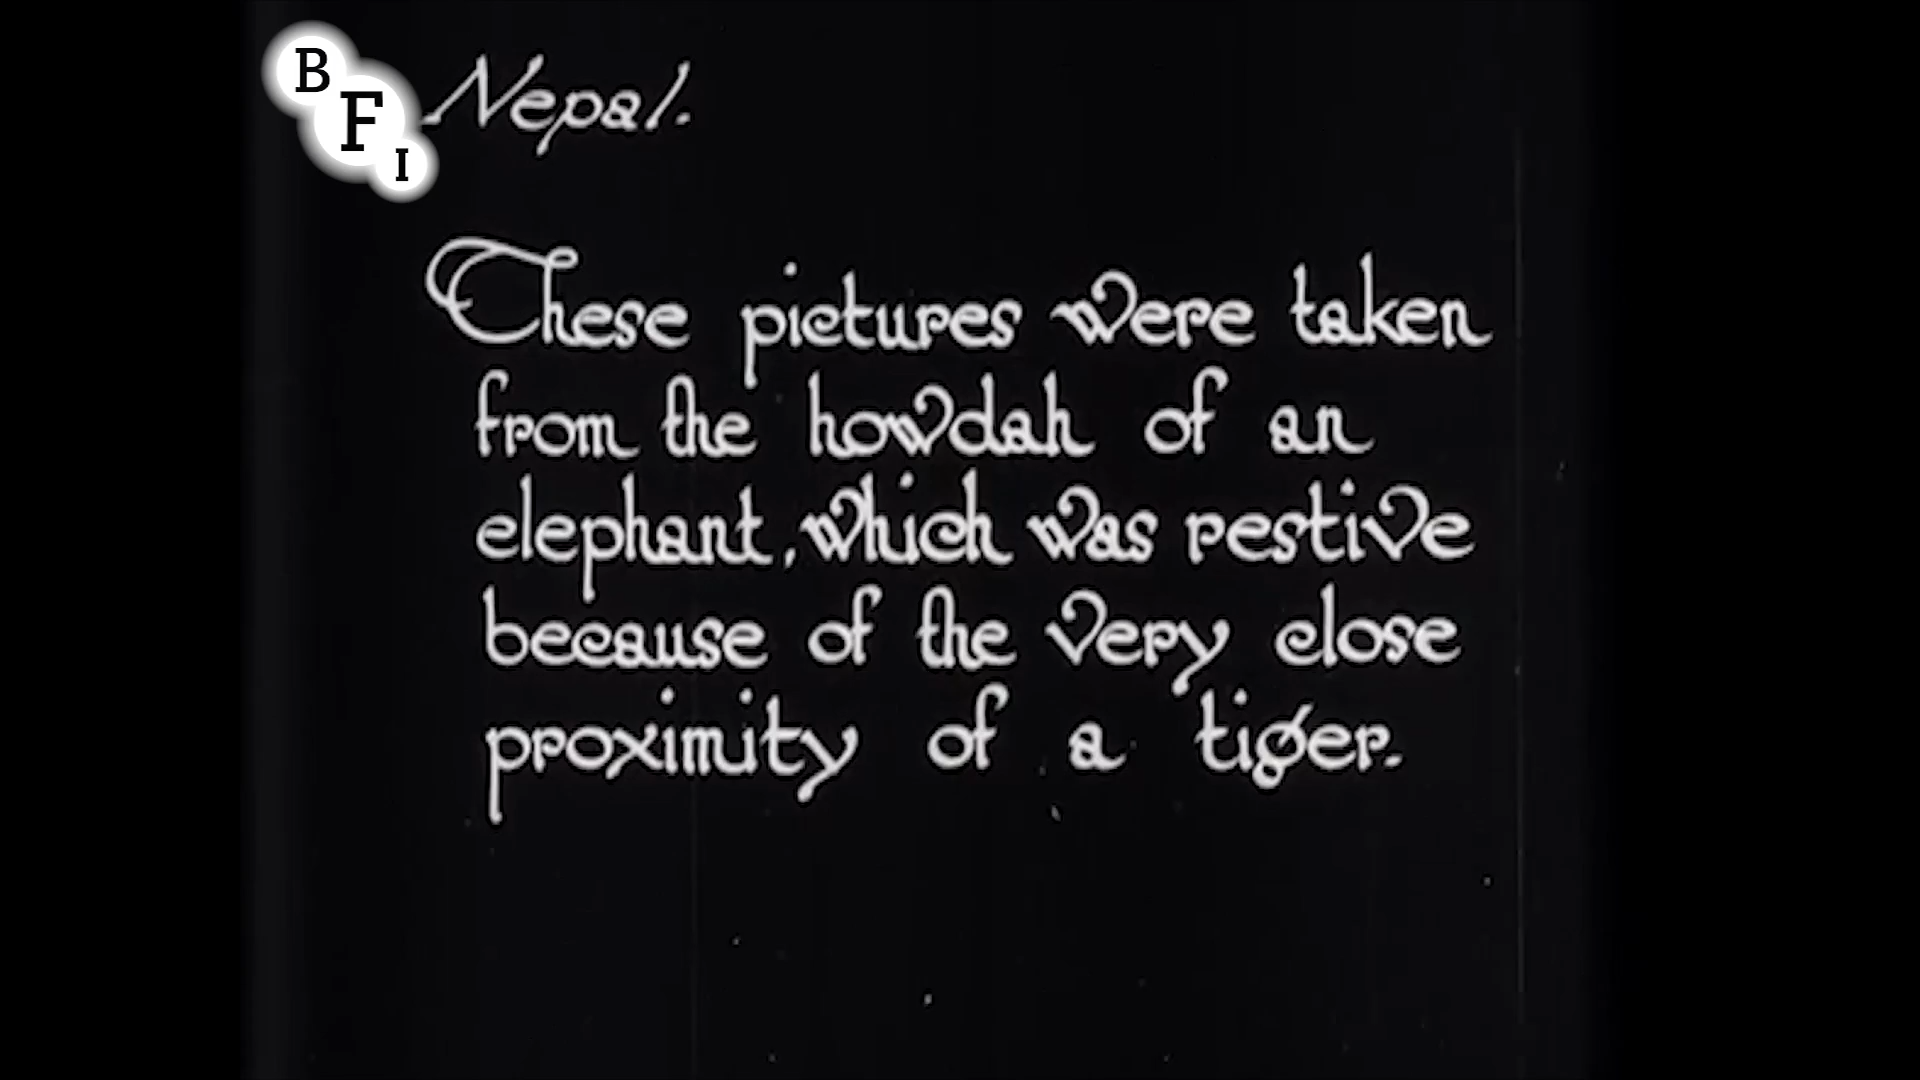 BFI
Nepal.
These pictures were taken
from the howdah of an
elephant, which was restive
because of the very close
proximity of a tiger.